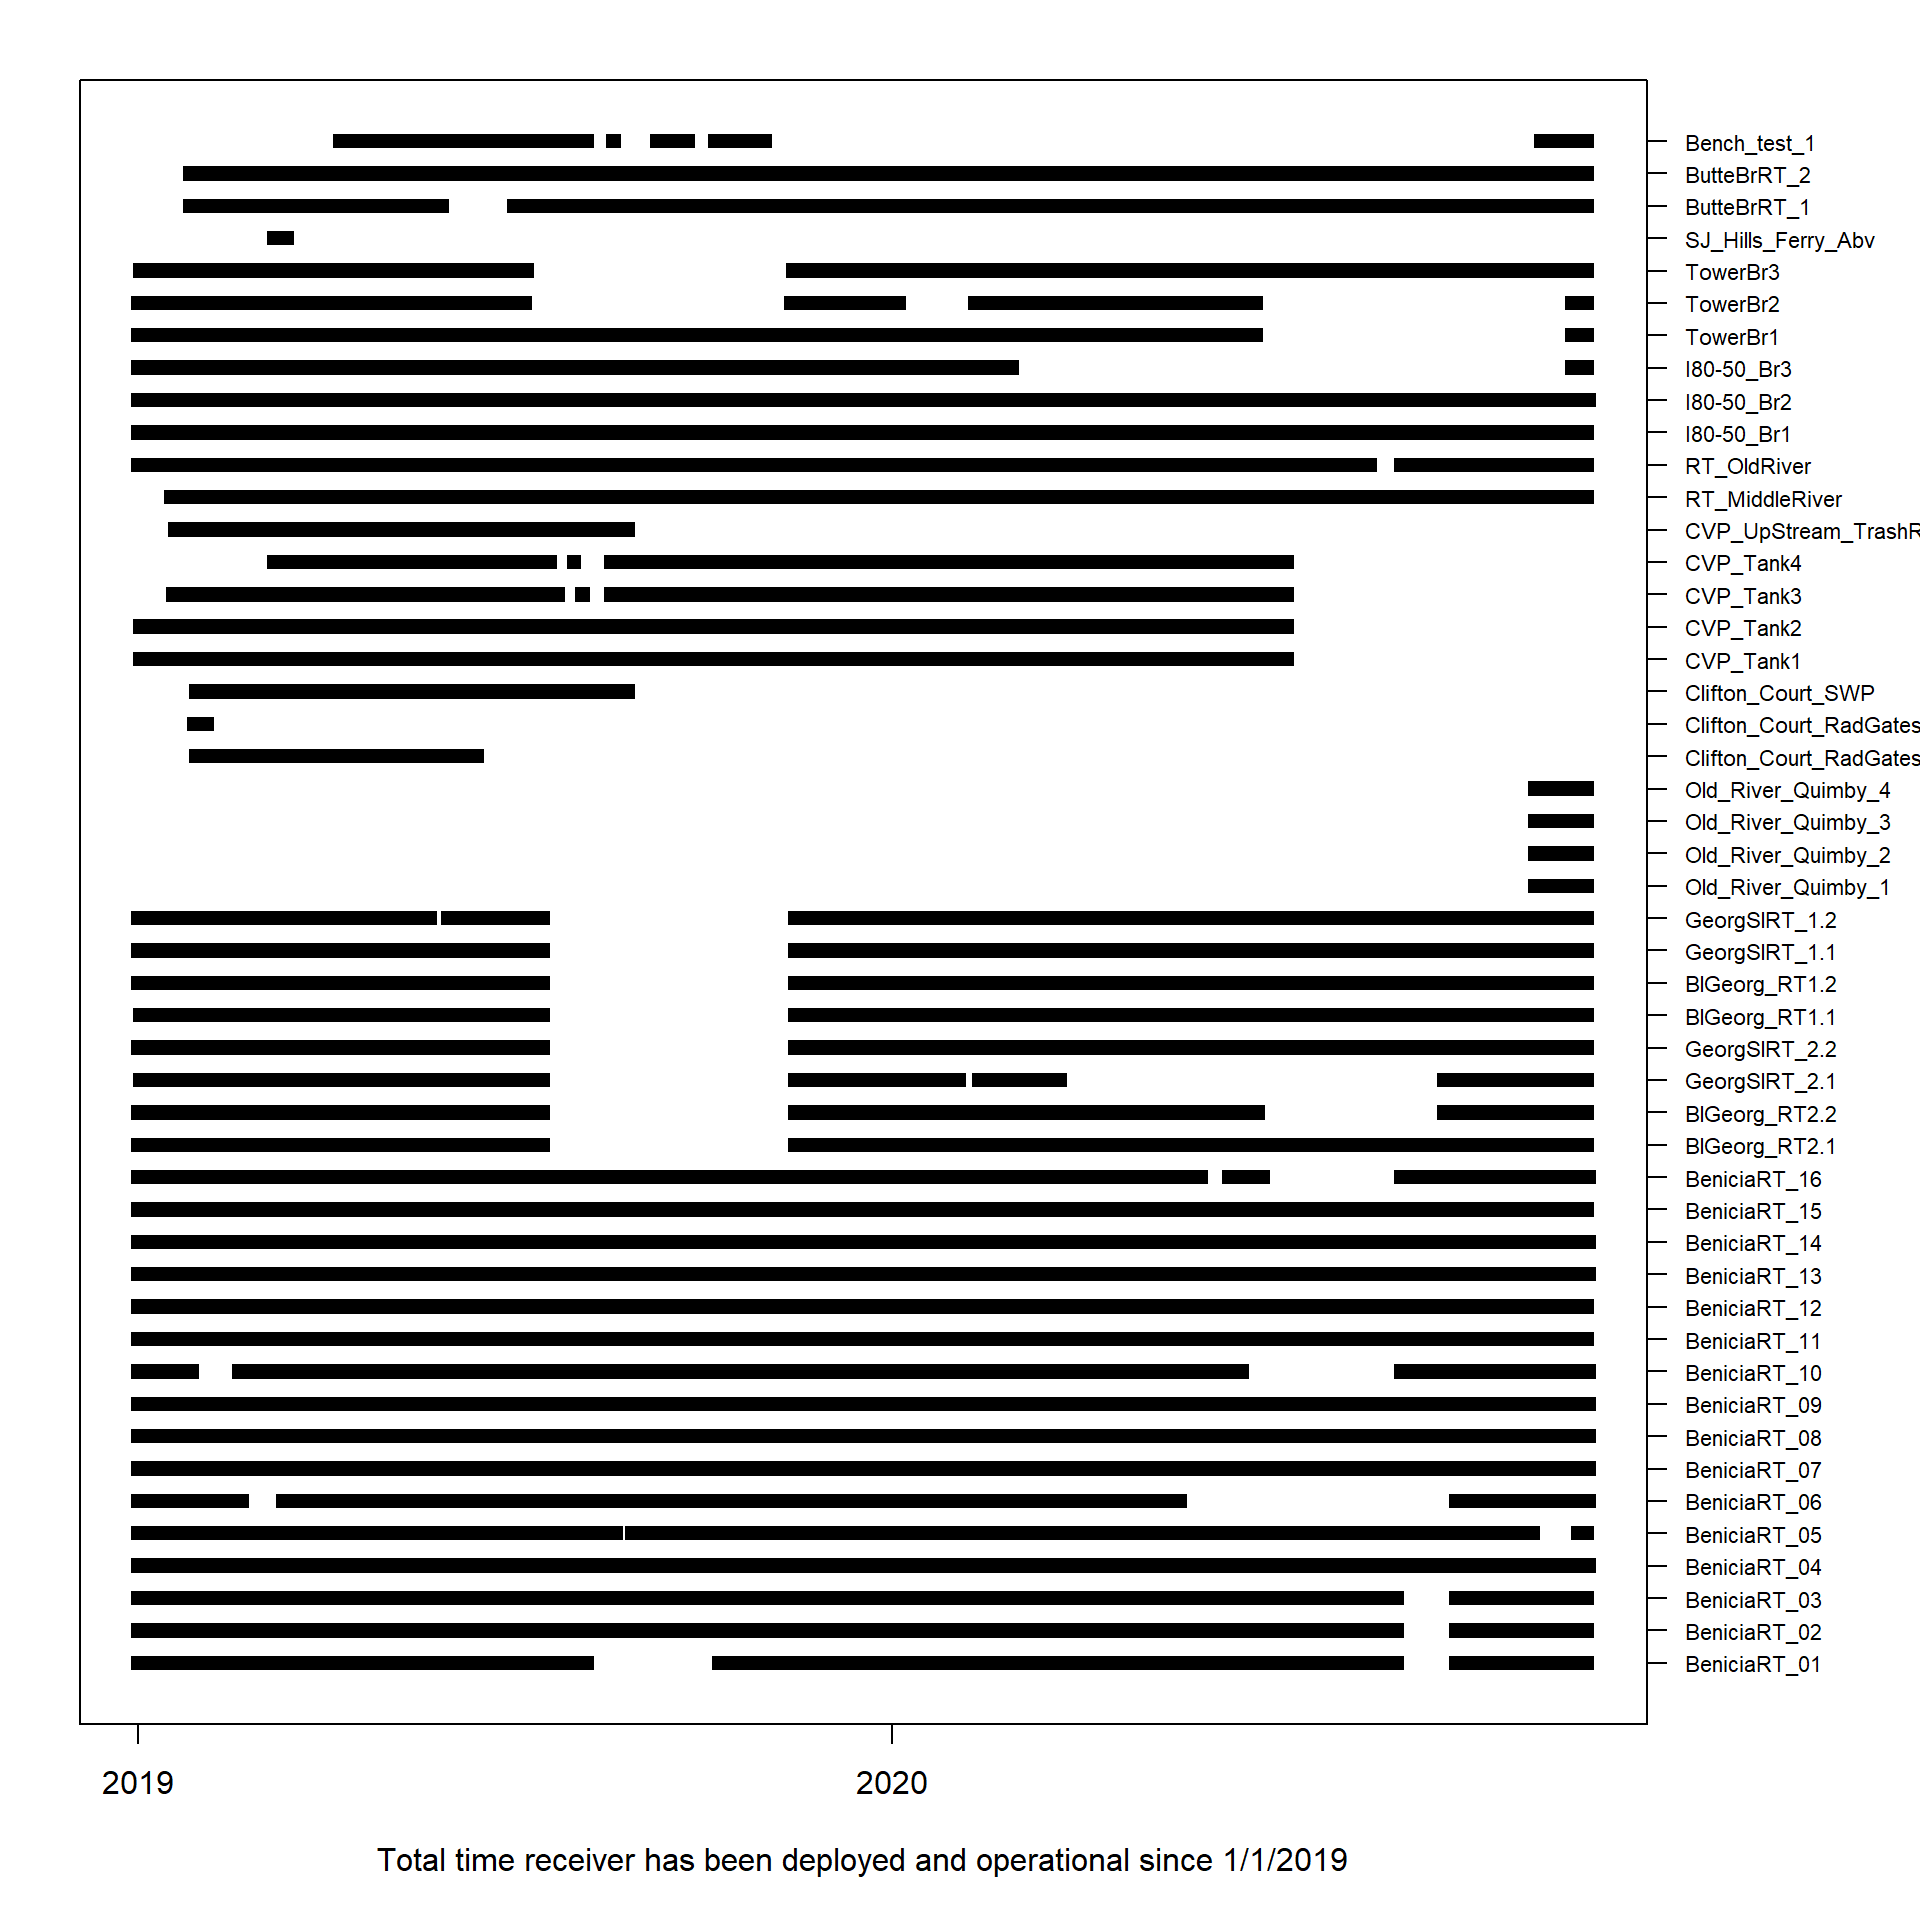 Bench_test_1
ButteBrRT_2
ButteBrRT_1
SJ_Hills_Ferry_Abv
TowerBr3
TowerBr2
TowerBr1
I80-50_Br3
I80-50_Br2
I80-50_Br1
RT_OldRiver
RT_MiddleRiver
CVP_UpStream_TrashR
CVP_Tank4
CVP_Tank3
CVP_Tank2
CVP_Tank1
Clifton_Court_SWP
Clifton_Court_RadGates
Clifton_Court_RadGates
Old_River_Quimby_4
Old_River_Quimby_3
Old_River_Quimby_2
Old_River_Quimby_1
GeorgSlRT_1.2
GeorgSlRT_1.1
BlGeorg_RT1.2
BlGeorg_RT1.1
GeorgSlRT_2.2
GeorgSlRT_2.1
BlGeorg_RT2.2
BlGeorg_RT2.1
BeniciaRT_16
BeniciaRT_15
BeniciaRT_14
BeniciaRT_13
BeniciaRT_12
BeniciaRT_11
BeniciaRT_10
BeniciaRT_09
BeniciaRT_08
BeniciaRT_07
BeniciaRT_06
BeniciaRT_05
BeniciaRT_04
BeniciaRT_03
BeniciaRT_02
BeniciaRT_01
2019 2020
Total time receiver has been deployed and operational since 1/1/2019